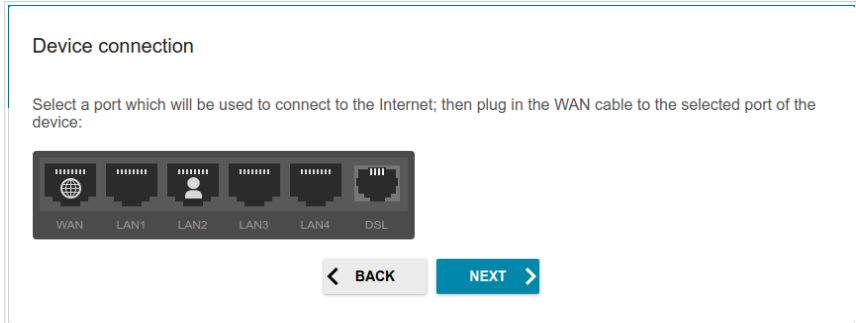 Device connection
Select a port which will be used to connect to the Internet; then plug in the WAN cable to the selected port of the
device:
WAN LAN1 LAN2 LAN3 LAN4 DSL
BACK NEXT